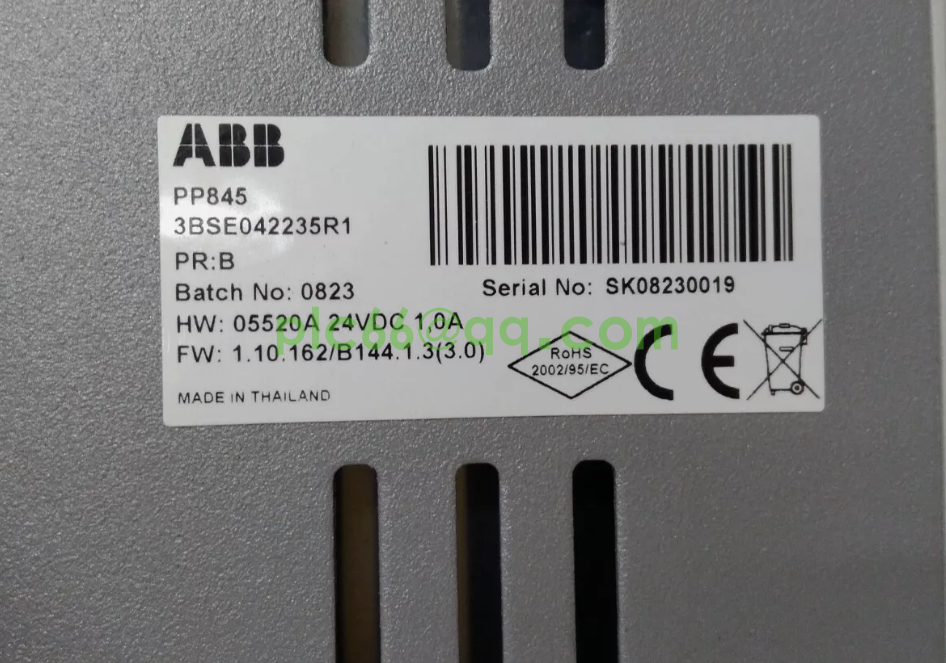 ABB
PP845
3BSE042235R1
PR:B
Batch No: 0823
Serial No: SK08230019
HW: 05520A 24VDC 1,0A
plc66@qq.com
FW: 1.10.162/B144.1.3(3.0)
RoHS
2002/95/EC
CE
MADE IN THAILAND